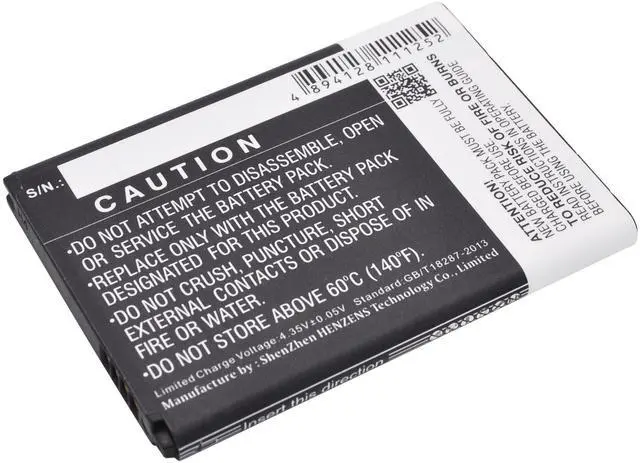 S/N.:
CAUTION
•DO NOT ATTEMPT TO DISASSEMBLE, OPEN
OR SERVICE THE BATTERY PACK.
•REPLACE ONLY WITH THE BATTERY PACK
DESIGNATED FOR THIS PRODUCT.
•DO NOT CRUSH, PUNCTURE, SHORT
EXTERNAL CONTACTS OR DISPOSE OF IN
FIRE OR WATER.
•DO NOT STORE ABOVE 60°C (140°F).
Limited Charge Voltage:4.35V±0.05V Standard:GB/T18287-2013
Manufacture by:ShenZhen HENZENS Technology Co., Limited
Insert this direction
4894128111252
ATTENTION!
NEW BATTERY PACK MUST BE FULLY
CHARGED BEFORE USE.
TO REDUCE RISK OF FIRE OR BURNS
READ INSTRUCTIONS IN OPERATING GUIDE
BEFORE USING THE BATTERY.